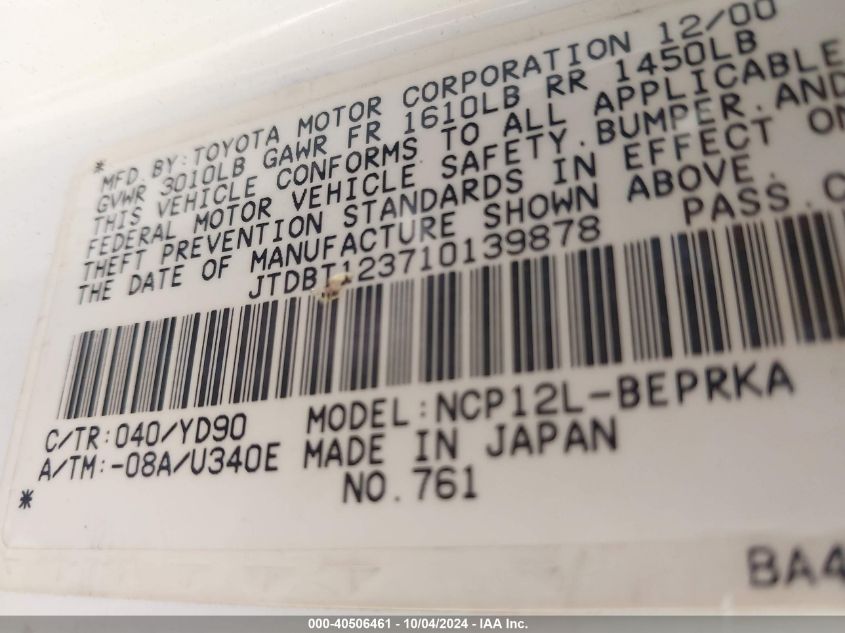 * MFD. BY: TOYOTA MOTOR CORPORATION 12/00
GVWR 3010LB GAWR FR 1610LB RR 1450LB
THIS VEHICLE CONFORMS TO ALL APPLICABLE
FEDERAL MOTOR VEHICLE SAFETY. BUMPER. AND
THEFT PREVENTION STANDARDS IN EFFECT ON
THE DATE OF MANUFACTURE SHOWN ABOVE.
JTDBT123710139878 PASS.C
C/TR:040/YD90 MODEL:NCP12L-BEPRKA
A/TM:-08A/U340E MADE IN JAPAN
* NO.761
BA4
000-40506461 - 10/04/2024 - IAA Inc.